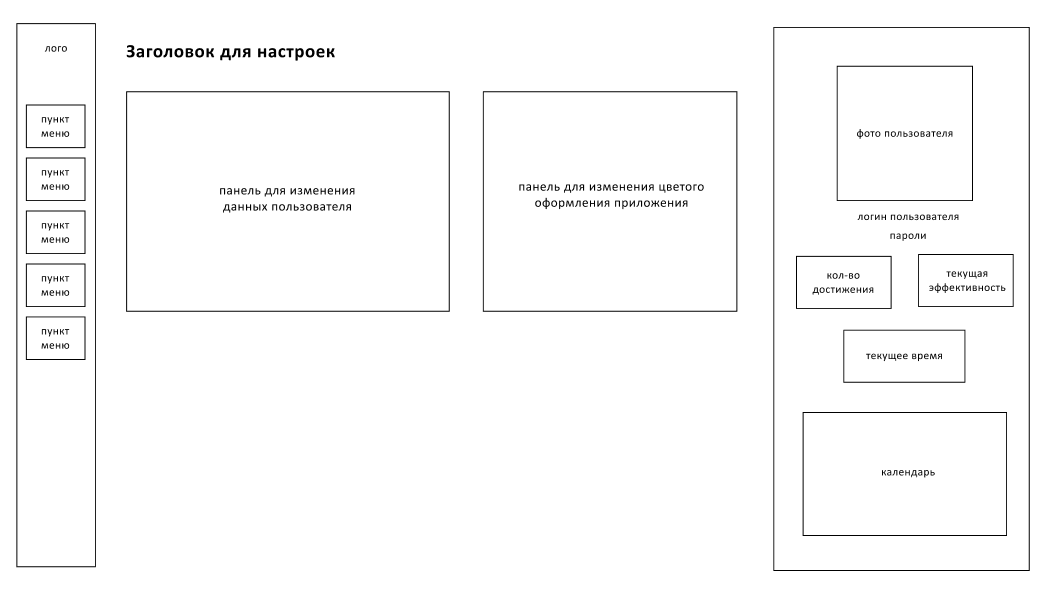 лого
пункт
меню
пункт
меню
пункт
меню
пункт
меню
пункт
меню
Заголовок для настроек
панель для изменения
данных пользователя
панель для изменения цветого
оформления приложения
фото пользователя
логин пользователя
пароли
кол-во
достижения
текущая
эффективность
текущее время
календарь